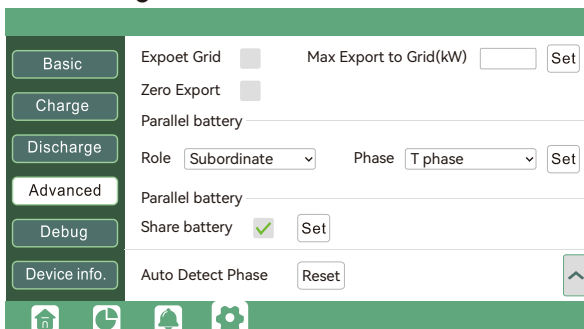 Basic
Charge
Discharge
Advanced
Debug
Device info.
Expoet Grid Max Export to Grid(kW) Set
Zero Export
Parallel battery
Role Subordinate Phase T phase Set
Parallel battery
Share battery Set
Auto Detect Phase Reset